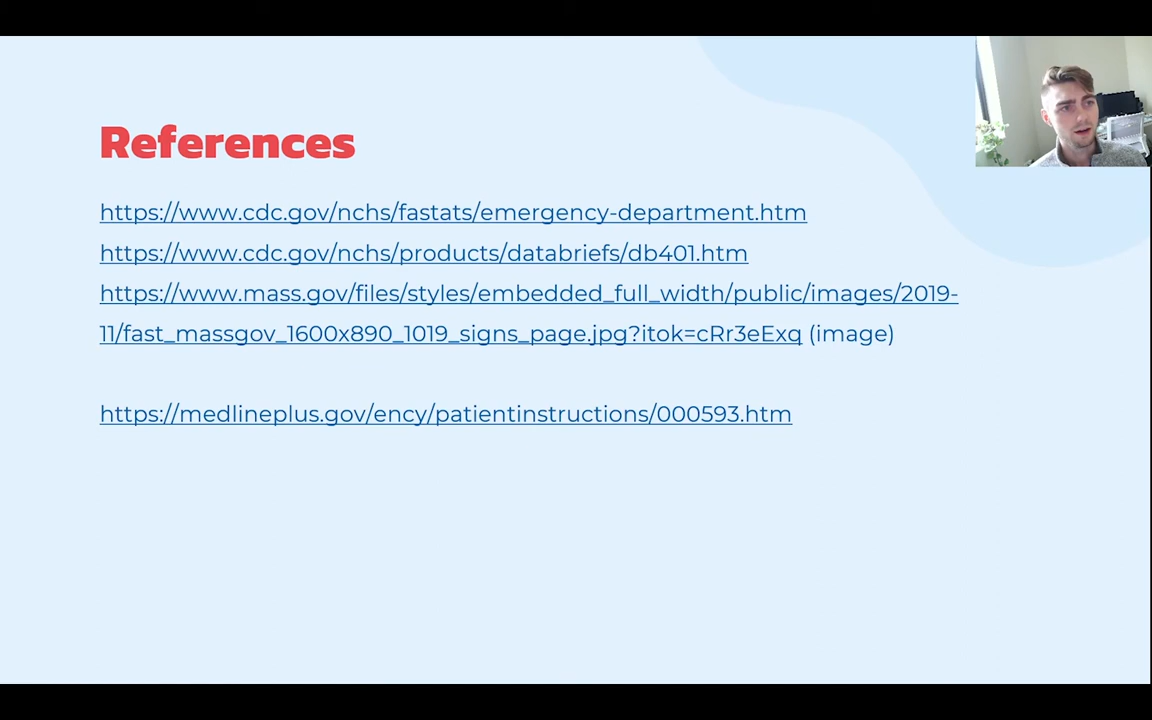 References
https://www.cdc.gov/nchs/fastats/emergency-department.htm
https://www.cdc.gov/nchs/products/databriefs/db401.htm
https://www.mass.gov/files/styles/embedded_full_width/public/images/2019-
11/fast_massgov_1600x890_1019_signs_page.jpg?itok=cRr3eExq (image)
https://medlineplus.gov/ency/patientinstructions/000593.htm